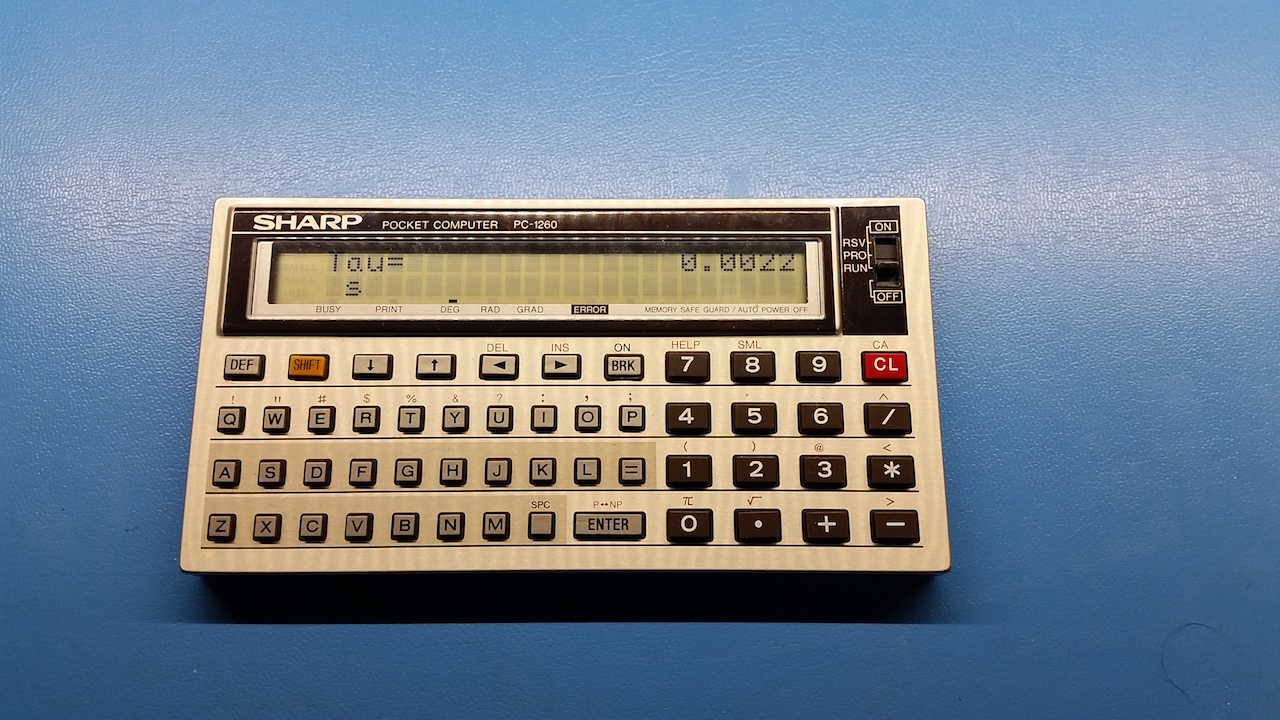 SHARP POCKET COMPUTER PC-1260
ON
RSV
PRO
RUN
OFF
Tau= 0.0022
s
BUSY PRINT DEG RAD GRAD ERROR MEMORY SAFE GUARD / AUTO POWER OFF
DEL INS ON HELP SML CA
DEF SHIFT ↓ ↑ ◄ ► BRK 7 8 9 CL
! " # $ % & ? : , ; ^
Q W E R T Y U I O P 4 5 6 /
( ) @ <
A S D F G H J K L = 1 2 3 *
SPC P↔NP π √ >
Z X C V B N M ENTER 0 • + −